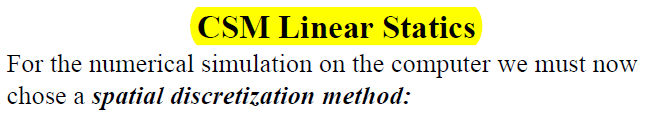 CSM Linear Statics
For the numerical simulation on the computer we must now
chose a spatial discretization method: